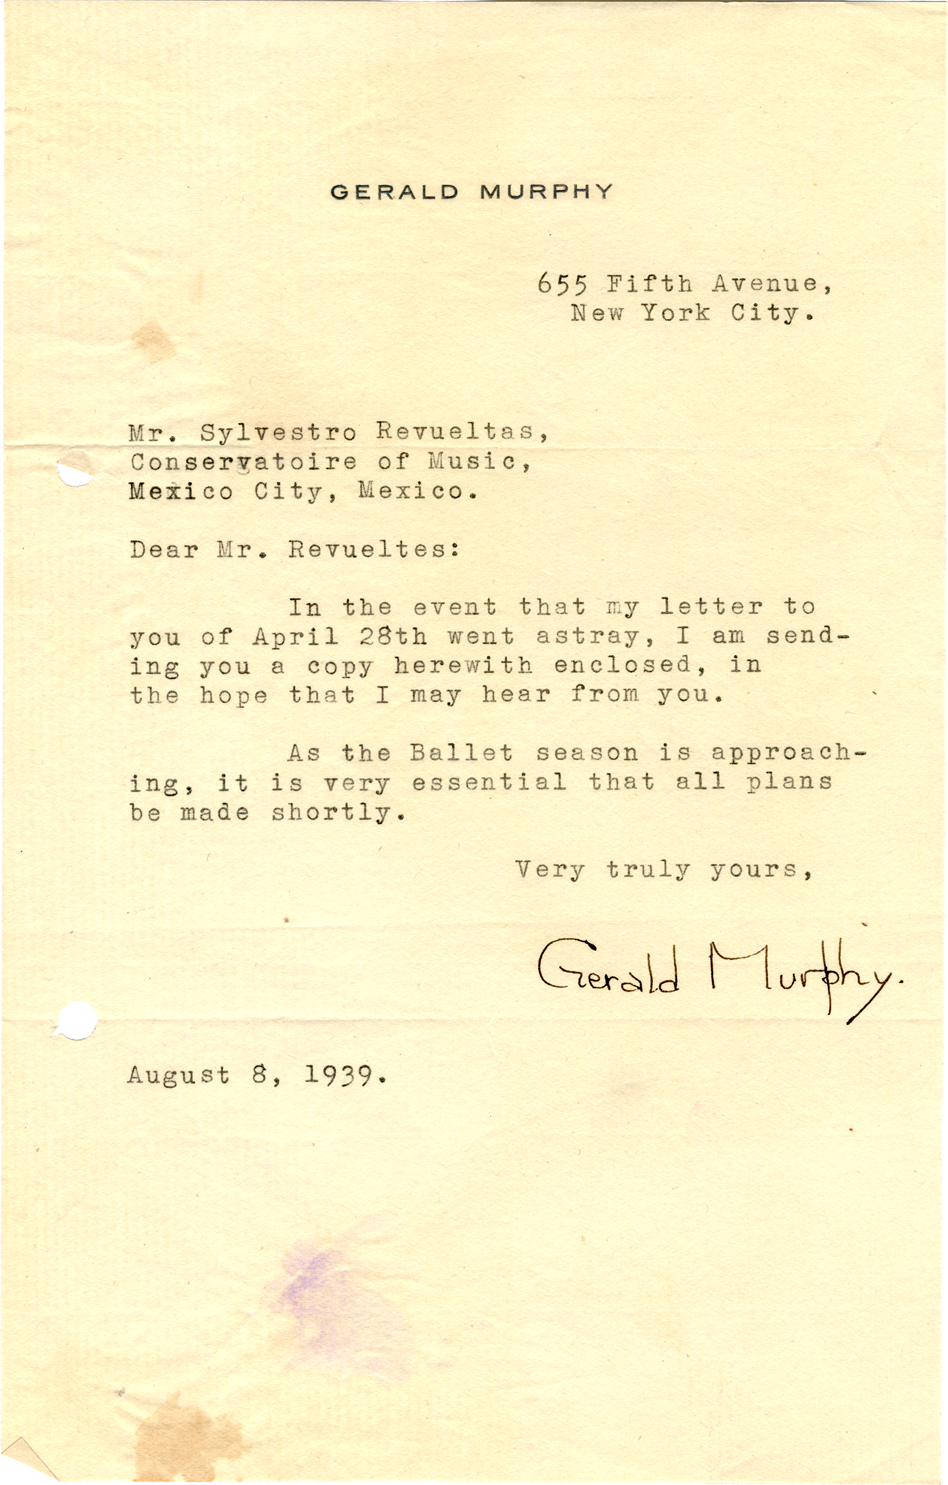 GERALD MURPHY
655 Fifth Avenue,
New York City.
Mr. Sylvestro Revueltas,
Conservatoire of Music,
Mexico City, Mexico.
Dear Mr. Revueltes:
In the event that my letter to
you of April 28th went astray, I am send-
ing you a copy herewith enclosed, in
the hope that I may hear from you.
As the Ballet season is approach-
ing, it is very essential that all plans
be made shortly.
Very truly yours,
Gerald Murphy.
August 8, 1939.